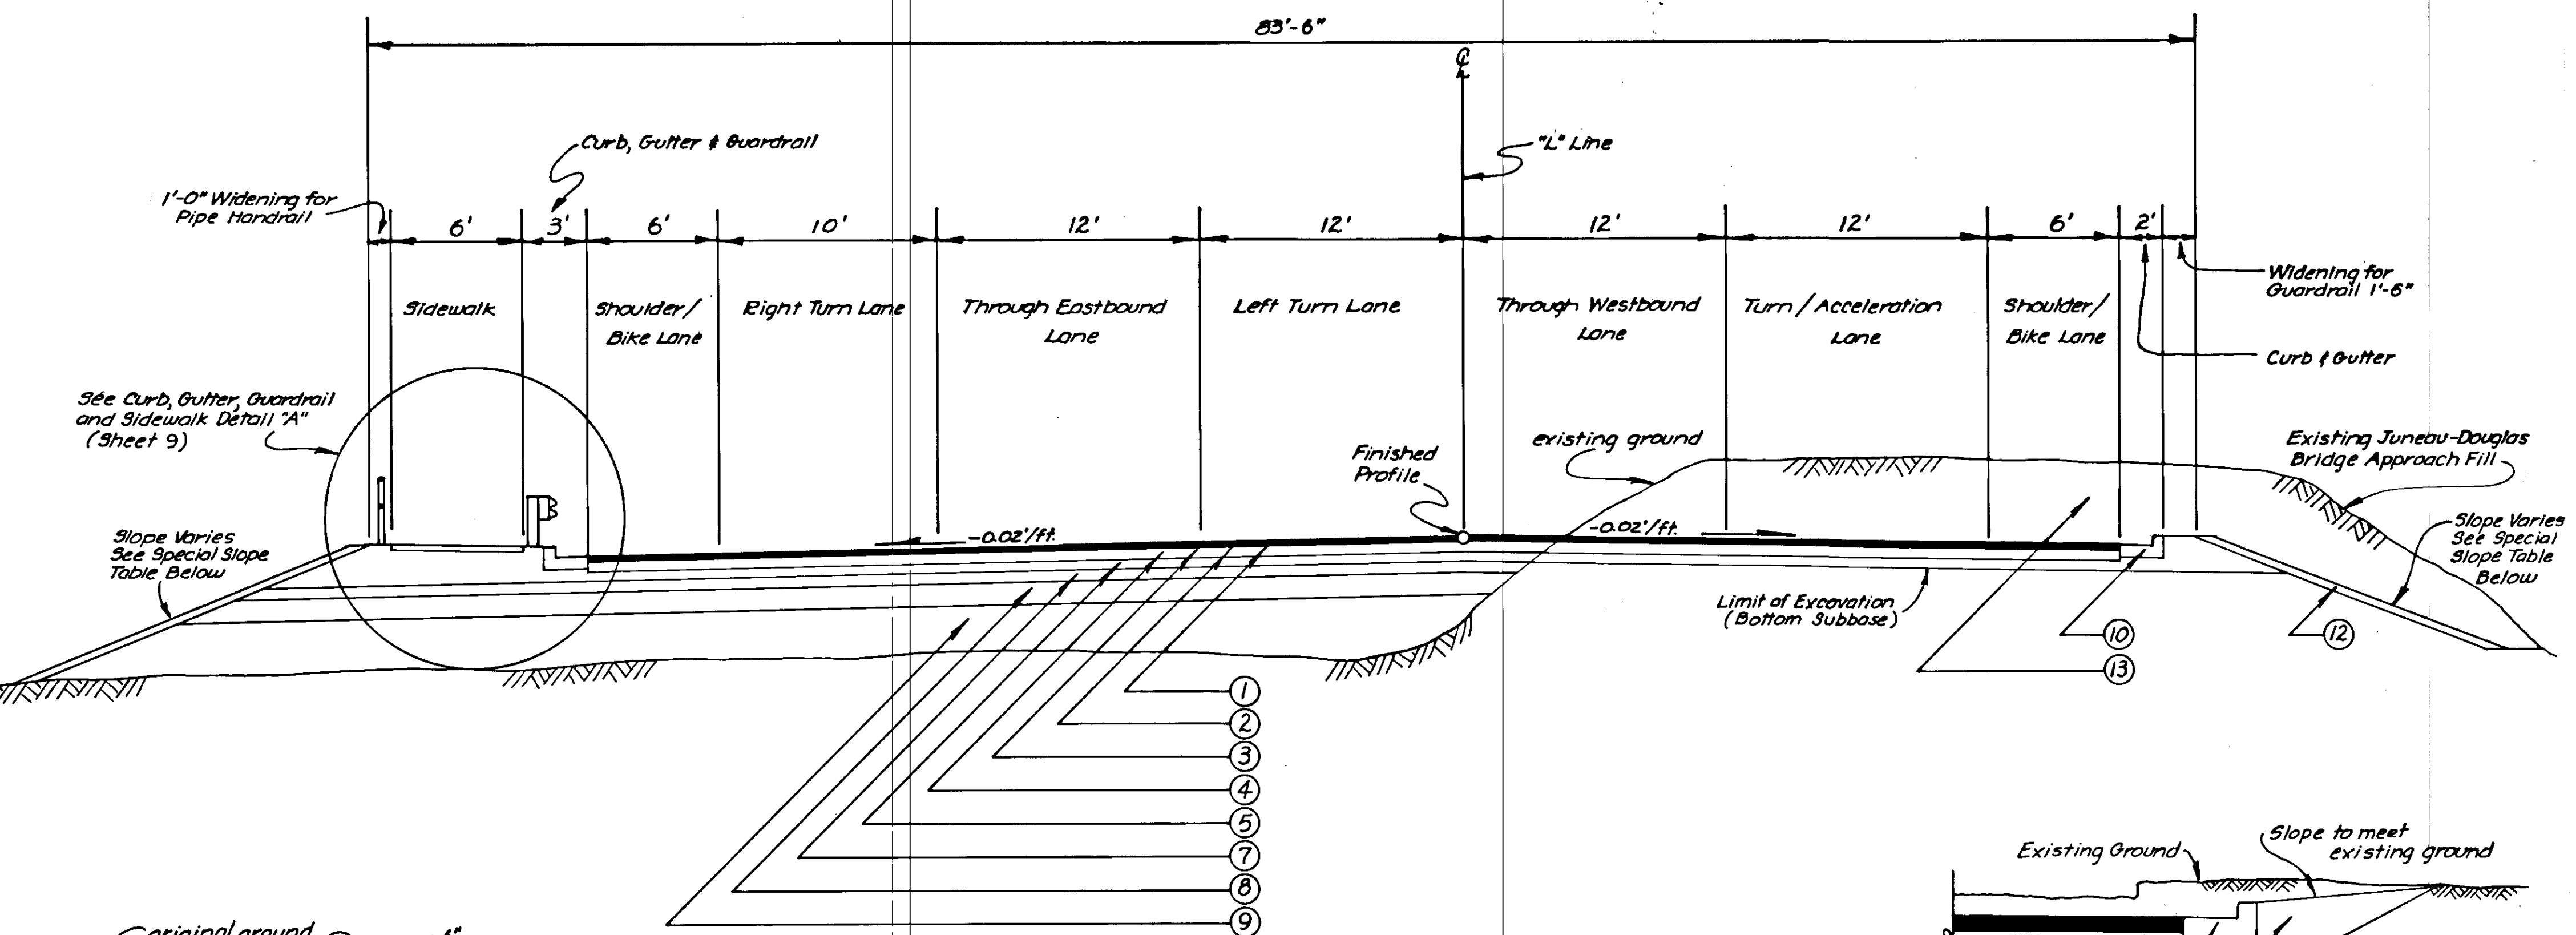 83'-6"
℄
Curb, Gutter & Guardrail
"L" Line
1'-0" Widening for
Pipe Handrail
6'
3'
6'
10'
12'
12'
12'
12'
6'
2'
Widening for
Guardrail 1'-6"
Sidewalk
Shoulder/
Bike Lane
Right Turn Lane
Through Eastbound
Lane
Left Turn Lane
Through Westbound
Lane
Turn/Acceleration
Lane
Shoulder/
Bike Lane
Curb & Gutter
See Curb, Gutter, Guardrail
and Sidewalk Detail "A"
(Sheet 9)
Finished
Profile
existing ground
Existing Juneau-Douglas
Bridge Approach Fill
Slope Varies
See Special Slope
Table Below
-0.02'/ft.
-0.02'/ft.
Slope Varies
See Special
Slope Table
Below
Limit of Excavation
(Bottom Subbase)
10
12
13
1
2
3
4
5
7
8
9
Existing Ground
Slope to meet
existing ground
original ground